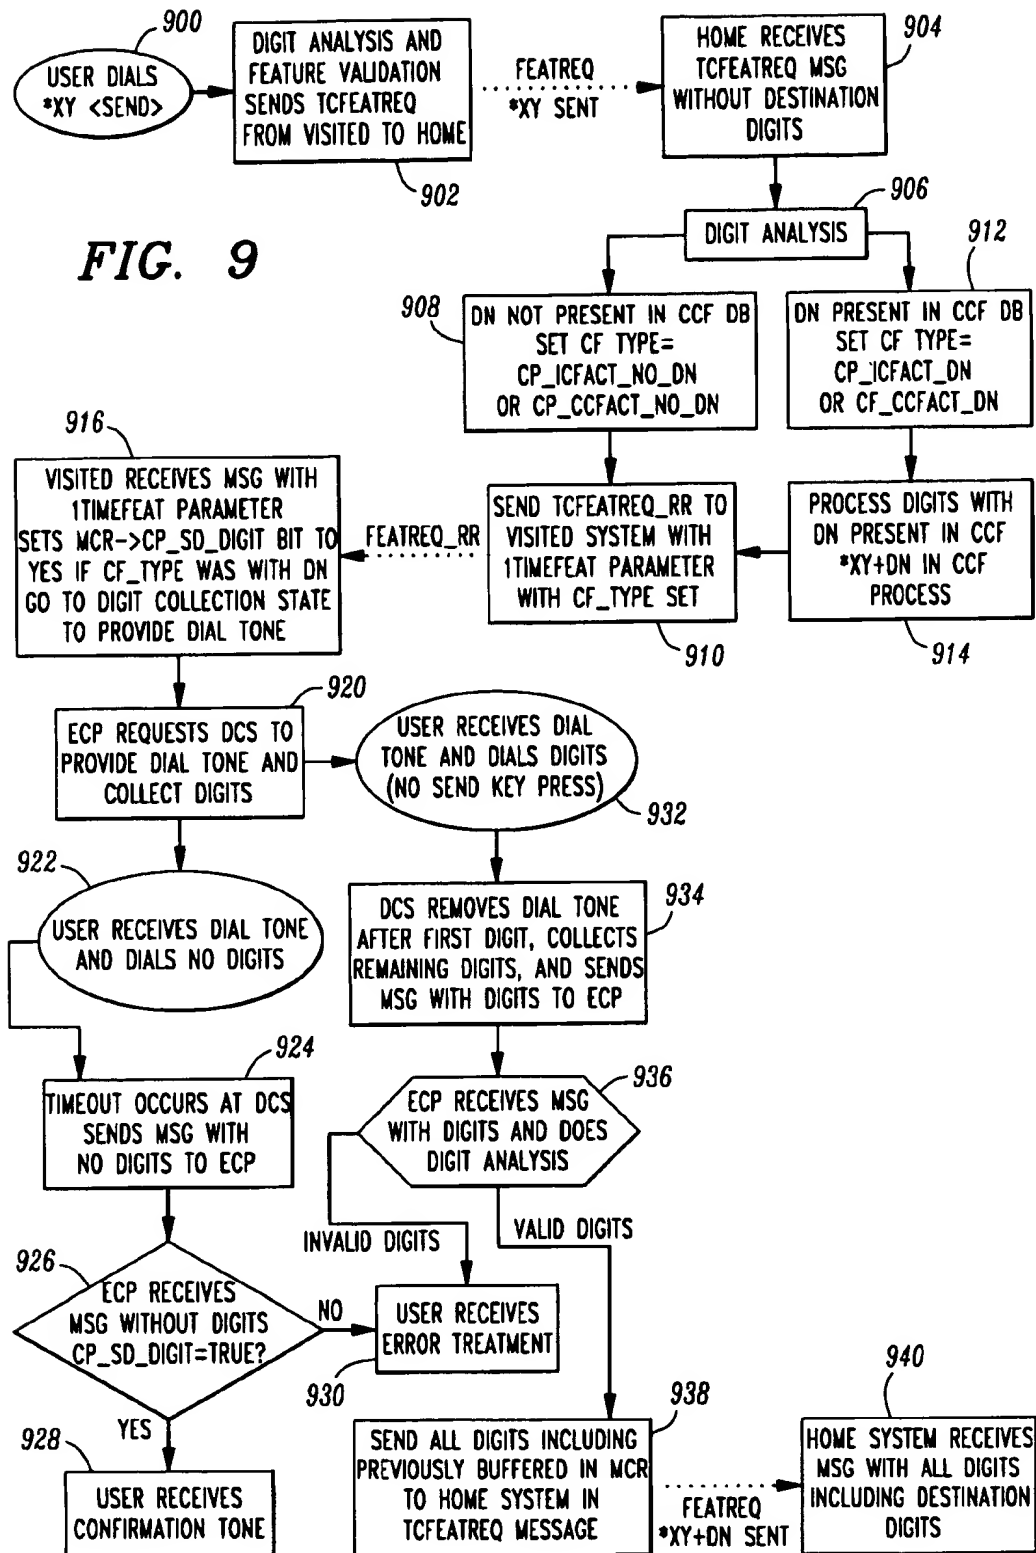 900
USER DIALS
*XY <SEND>
DIGIT ANALYSIS AND
FEATURE VALIDATION
SENDS TCFEATREQ
FROM VISITED TO HOME
902
FEATREQ
*XY SENT
904
HOME RECEIVES
TCFEATREQ MSG
WITHOUT DESTINATION
DIGITS
906
DIGIT ANALYSIS
FIG. 9
908
DN NOT PRESENT IN CCF DB
SET CF TYPE=
CP_ICFACT_NO_DN
OR CP_CCFACT_NO_DN
912
DN PRESENT IN CCF DB
SET CF TYPE=
CP_ICFACT_DN
OR CF_CCFACT_DN
916
VISITED RECEIVES MSG WITH
1TIMEFEAT PARAMETER
SETS MCR->CP_SD_DIGIT BIT TO
YES IF CF_TYPE WAS WITH DN
GO TO DIGIT COLLECTION STATE
TO PROVIDE DIAL TONE
FEATREQ_RR
SEND TCFEATREQ_RR TO
VISITED SYSTEM WITH
1TIMEFEAT PARAMETER
WITH CF_TYPE SET
910
PROCESS DIGITS WITH
DN PRESENT IN CCF
*XY+DN IN CCF
PROCESS
914
920
ECP REQUESTS DCS TO
PROVIDE DIAL TONE AND
COLLECT DIGITS
USER RECEIVES DIAL
TONE AND DIALS DIGITS
(NO SEND KEY PRESS)
932
922
USER RECEIVES DIAL TONE
AND DIALS NO DIGITS
DCS REMOVES DIAL TONE
AFTER FIRST DIGIT, COLLECTS
REMAINING DIGITS, AND SENDS
MSG WITH DIGITS TO ECP
934
924
TIMEOUT OCCURS AT DCS
SENDS MSG WITH
NO DIGITS TO ECP
936
ECP RECEIVES MSG
WITH DIGITS AND DOES
DIGIT ANALYSIS
INVALID DIGITS
VALID DIGITS
926
ECP RECEIVES
MSG WITHOUT DIGITS
CP_SD_DIGIT=TRUE?
NO
USER RECEIVES
ERROR TREATMENT
930
YES
928
USER RECEIVES
CONFIRMATION TONE
938
SEND ALL DIGITS INCLUDING
PREVIOUSLY BUFFERED IN MCR
TO HOME SYSTEM IN
TCFEATREQ MESSAGE
FEATREQ
*XY+DN SENT
940
HOME SYSTEM RECEIVES
MSG WITH ALL DIGITS
INCLUDING DESTINATION
DIGITS